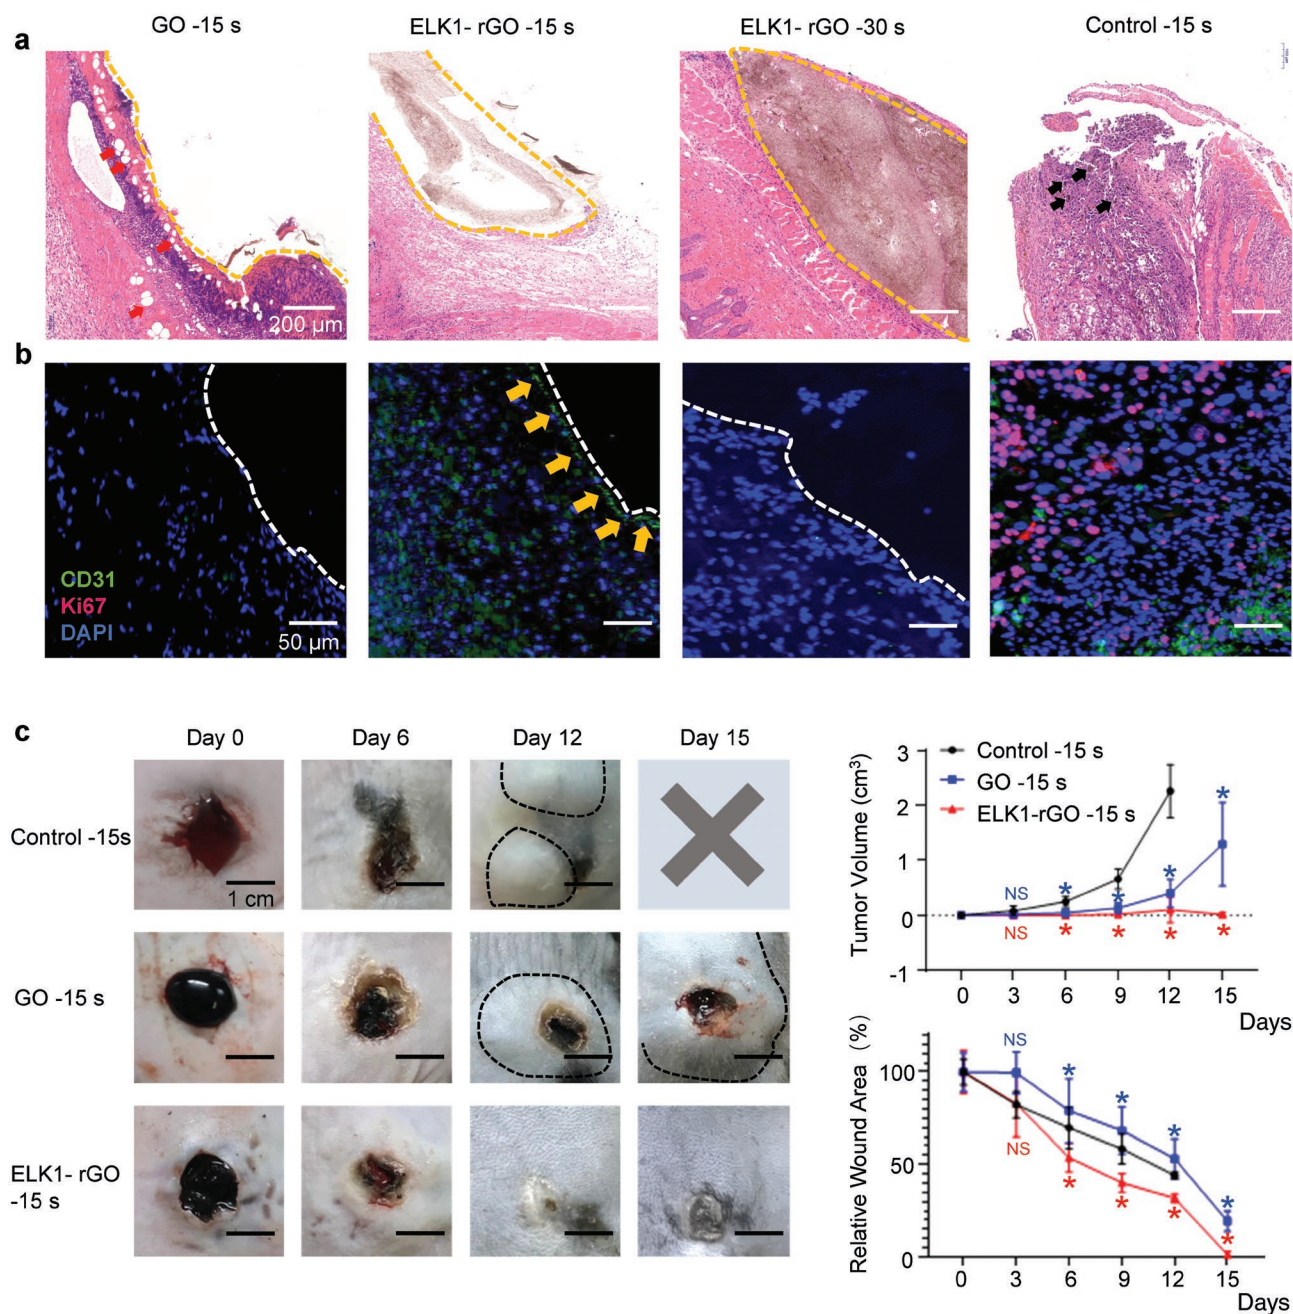 a
GO -15 s
ELK1- rGO -15 s
ELK1- rGO -30 s
Control -15 s
200 µm
b
CD31
Ki67
DAPI
50 µm
c
Day 0
Day 6
Day 12
Day 15
Control -15s
1 cm
GO -15 s
ELK1- rGO
-15 s
Control -15 s
GO -15 s
ELK1-rGO -15 s
Tumor Volume (cm³)
3
2
1
0
-1
NS
*
*
*
*
NS
*
*
*
*
0
3
6
9
12
15
Days
Relative Wound Area (%)
100
50
0
NS
*
*
*
*
NS
*
*
*
*
0
3
6
9
12
15
Days